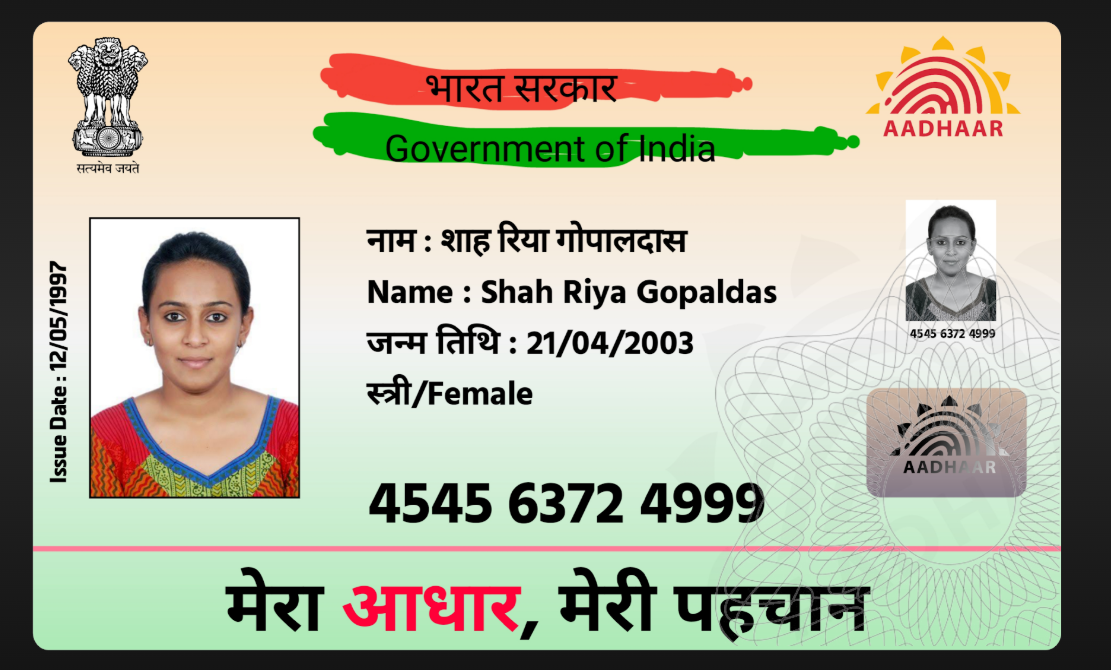 भारत सरकार
Government of India
सत्यमेव जयते
AADHAAR
Issue Date : 12/05/1997
नाम : शाह रिया गोपालदास
Name : Shah Riya Gopaldas
जन्म तिथि : 21/04/2003
स्त्री/Female
4545 6372 4999
AADHAAR
4545 6372 4999
मेरा आधार, मेरी पहचान